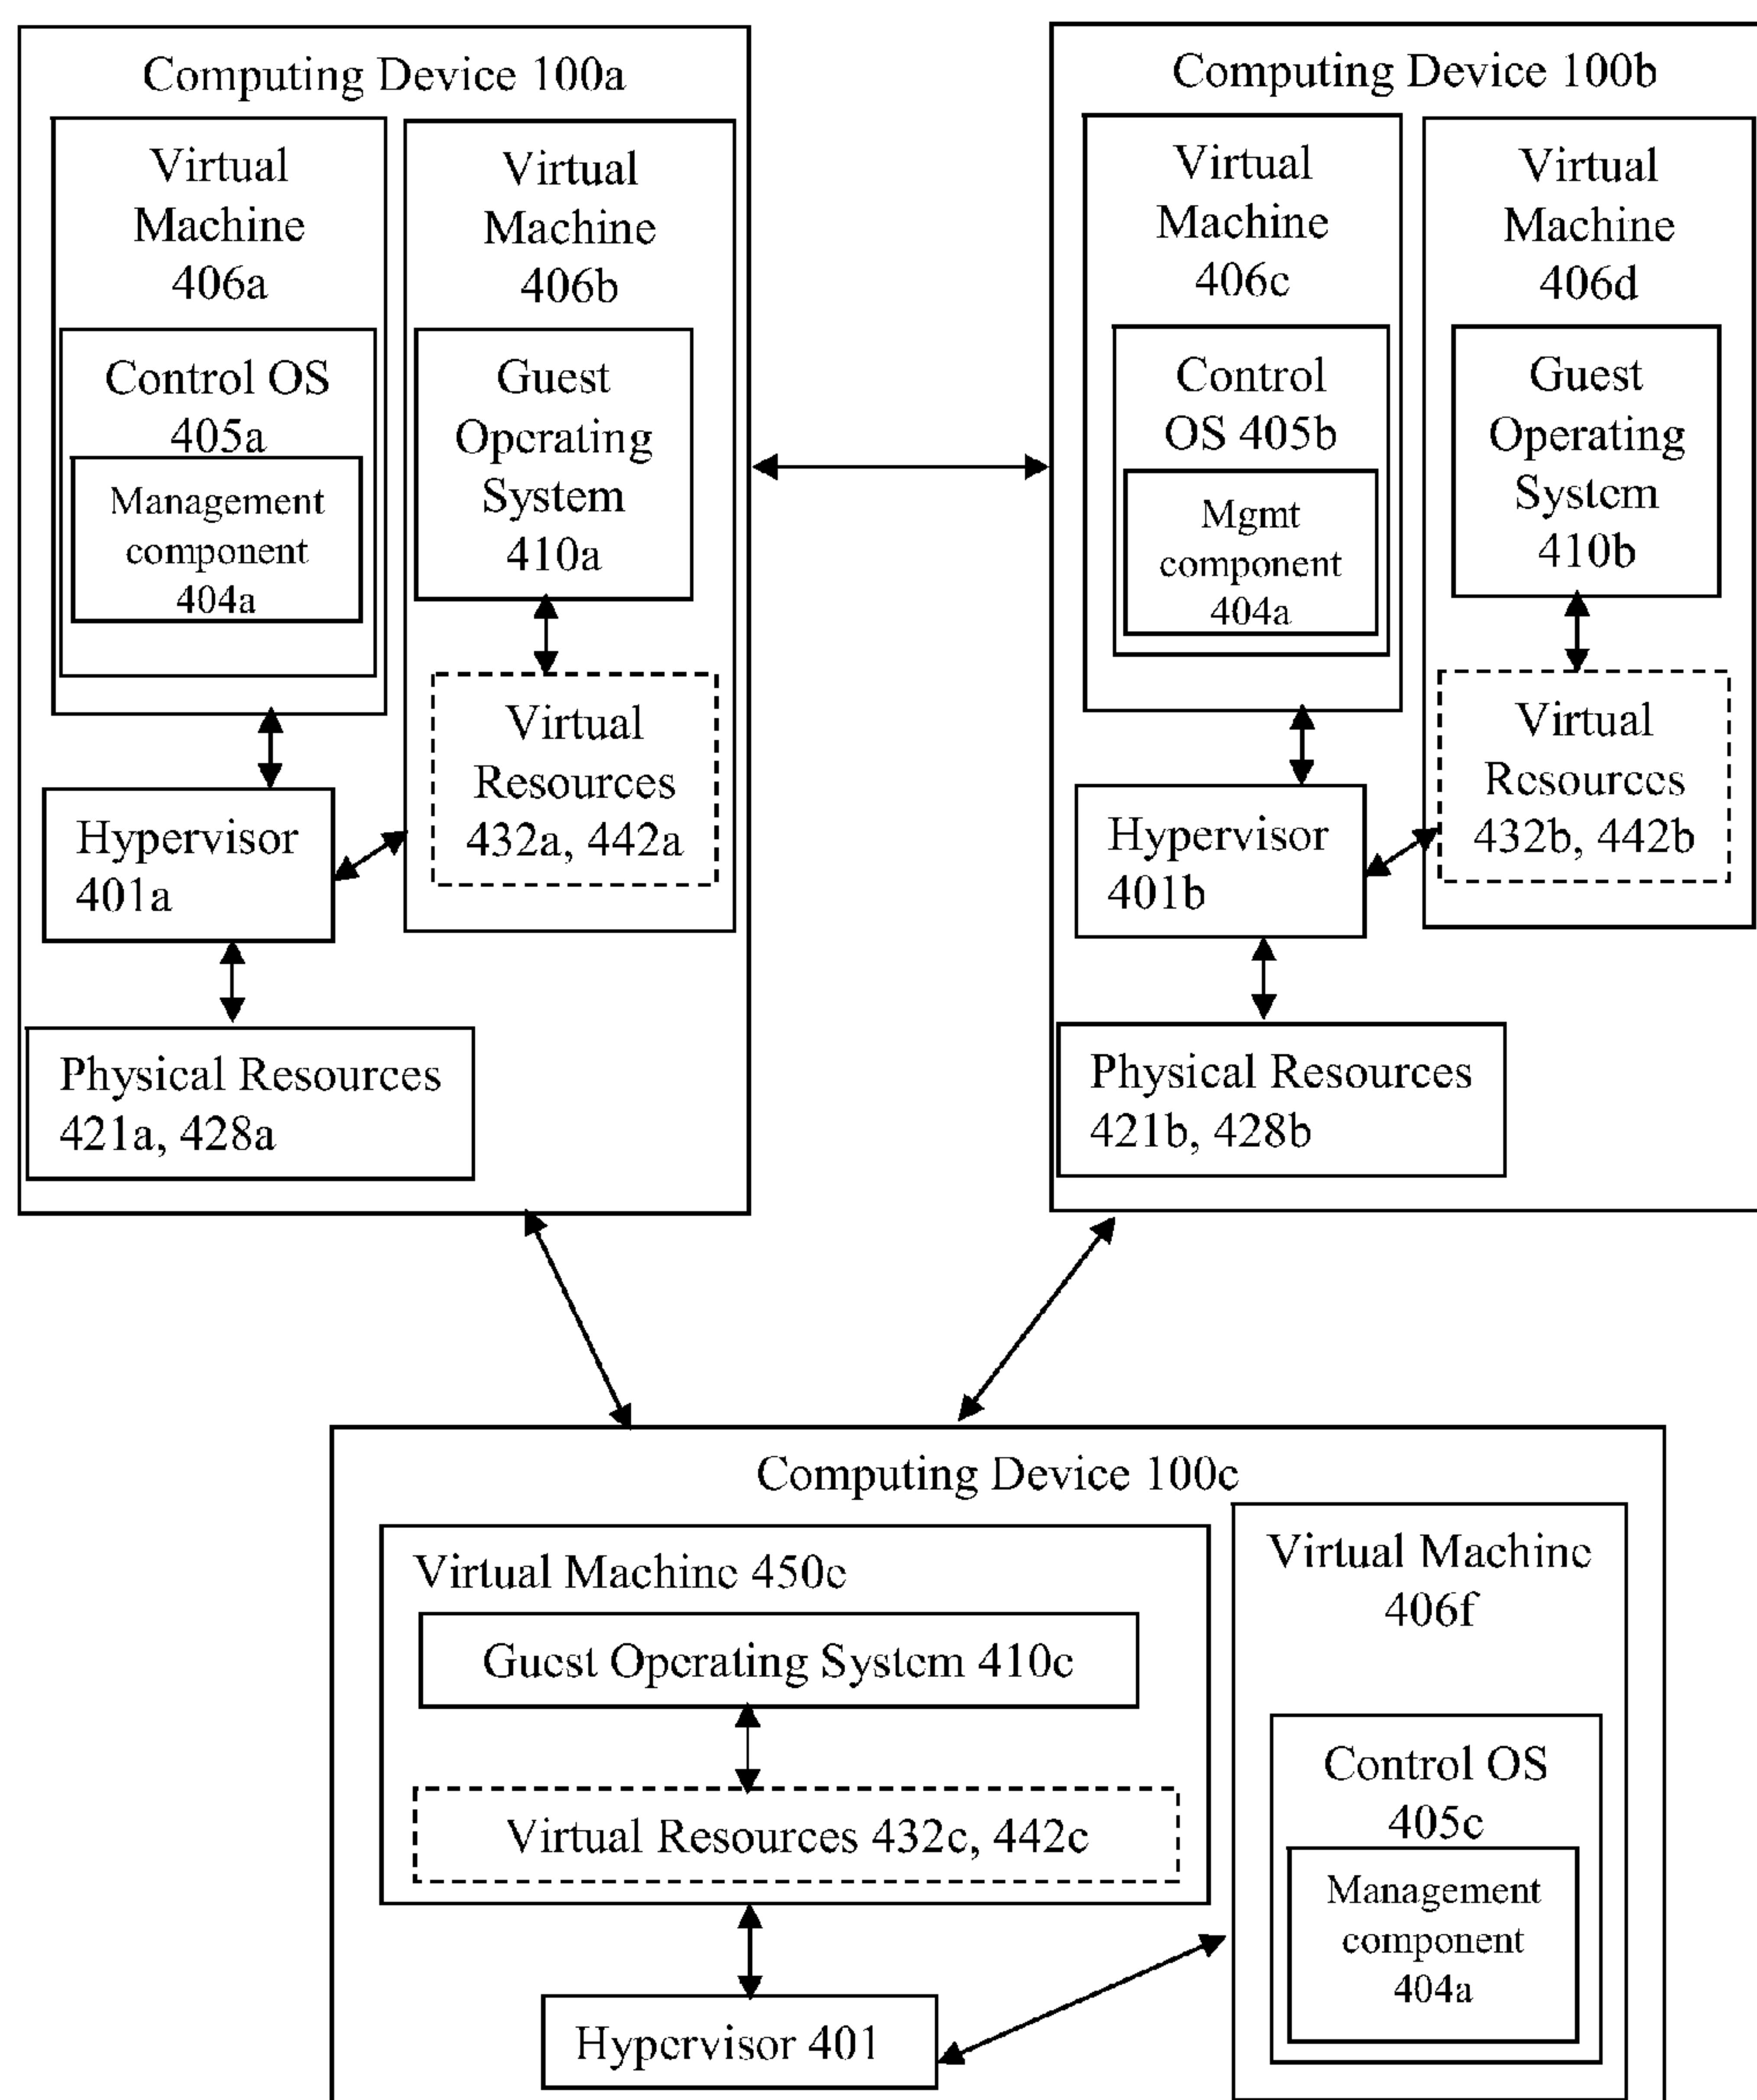 Computing Device 100a
Virtual
Machine
406a
Control OS
405a
Management
component
404a
Virtual
Machine
406b
Guest
Operating
System
410a
Virtual
Resources
432a, 442a
Hypervisor
401a
Physical Resources
421a, 428a
Computing Device 100b
Virtual
Machine
406c
Control
OS 405b
Mgmt
component
404a
Virtual
Machine
406d
Guest
Operating
System
410b
Virtual
Resources
432b, 442b
Hypervisor
401b
Physical Resources
421b, 428b
Computing Device 100c
Virtual Machine 450c
Guest Operating System 410c
Virtual Resources 432c, 442c
Hypervisor 401
Virtual Machine
406f
Control OS
405c
Management
component
404a